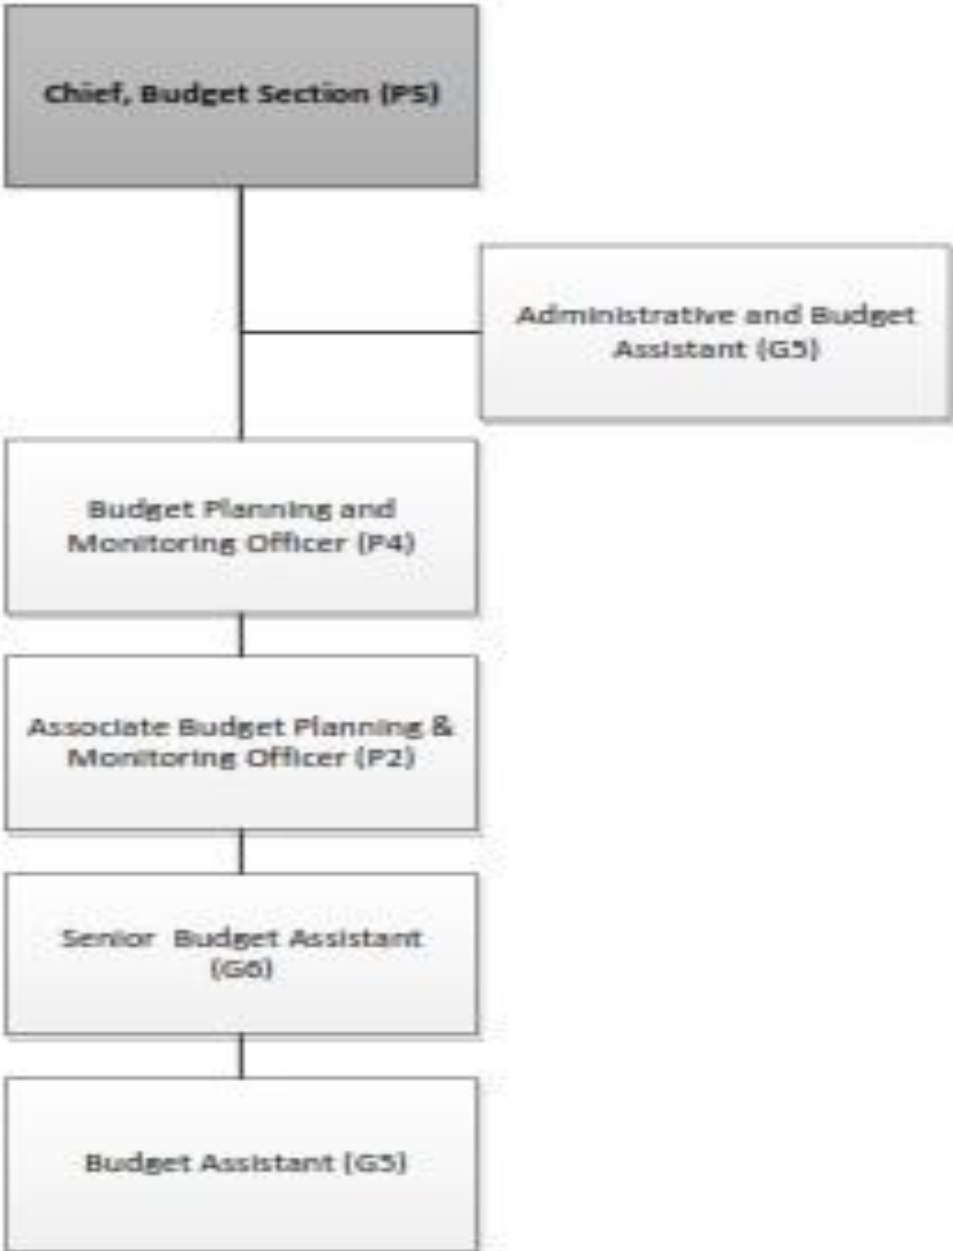 Chief, Budget Section (P5)
Administrative and Budget
Assistant (G5)
Budget Planning and
Monitoring Officer (P4)
Associate Budget Planning &
Monitoring Officer (P2)
Senior Budget Assistant
(G6)
Budget Assistant (G5)